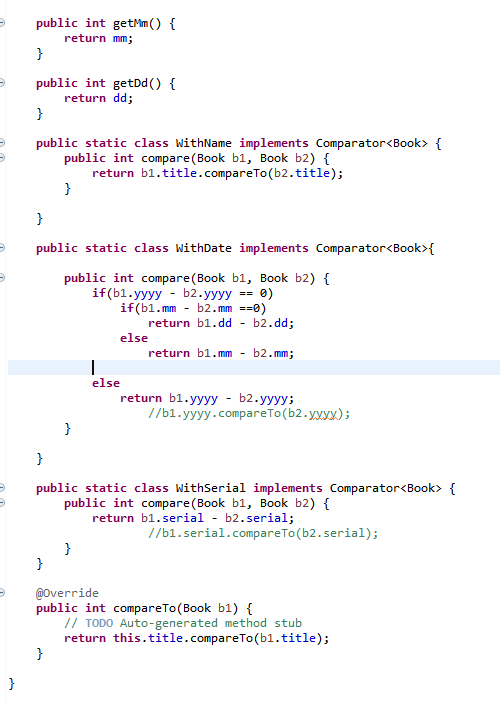 public int getMm() {
return mm;
}
public int getDd() {
return dd;
}
public static class WithName implements Comparator<Book> {
public int compare(Book b1, Book b2) {
return b1.title.compareTo(b2.title);
}
}
public static class WithDate implements Comparator<Book>{
public int compare(Book b1, Book b2) {
if(b1.yyyy - b2.yyyy == 0)
if(b1.mm - b2.mm ==0)
return b1.dd - b2.dd;
else
return b1.mm - b2.mm;
else
return b1.yyyy - b2.yyyy;
//b1.yyyy.compareTo(b2.yyyy);
}
}
public static class WithSerial implements Comparator<Book> {
public int compare(Book b1, Book b2) {
return b1.serial - b2.serial;
//b1.serial.compareTo(b2.serial);
}
}
@Override
public int compareTo(Book b1) {
// TODO Auto-generated method stub
return this.title.compareTo(b1.title);
}
}